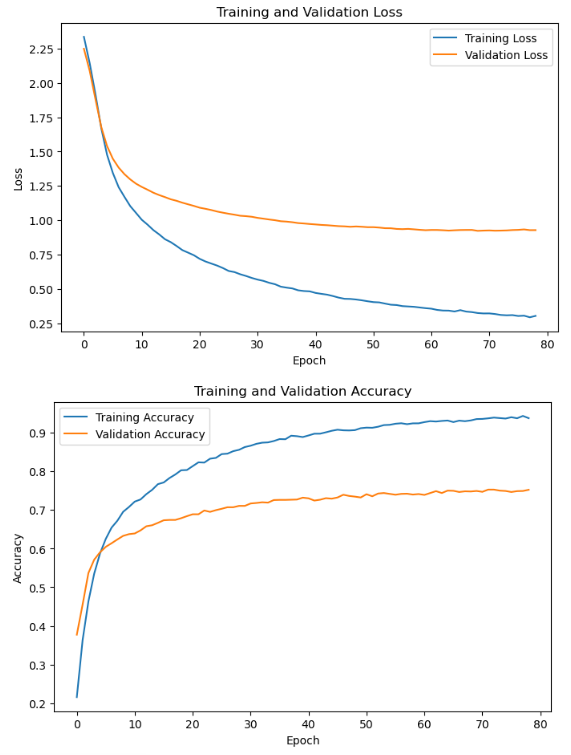 Training and Validation Loss
Training Loss
Validation Loss
2.25
2.00
1.75
1.50
1.25
1.00
0.75
0.50
0.25
Loss
0 10 20 30 40 50 60 70 80
Epoch
Training and Validation Accuracy
Training Accuracy
Validation Accuracy
0.9
0.8
0.7
0.6
0.5
0.4
0.3
0.2
Accuracy
0 10 20 30 40 50 60 70 80
Epoch